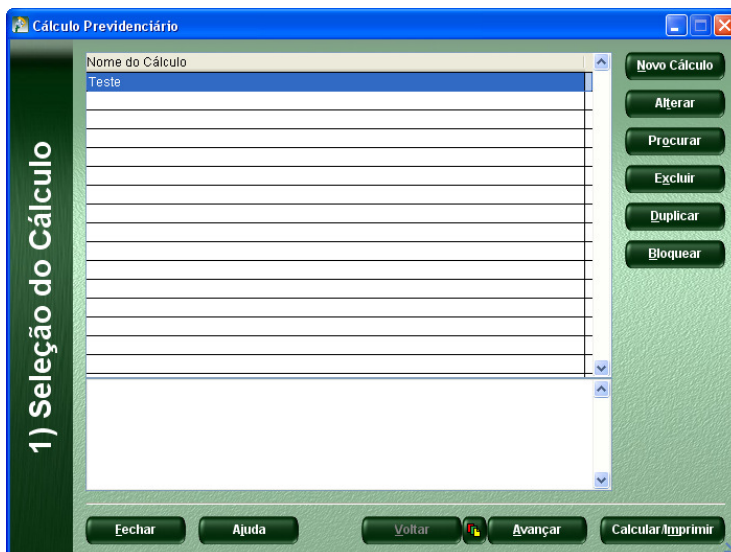 Cálculo Previdenciário
1) Seleção do Cálculo
Nome do Cálculo
Teste
Novo Cálculo
Alterar
Procurar
Excluir
Duplicar
Bloquear
Fechar
Ajuda
Voltar
Avançar
Calcular/Imprimir